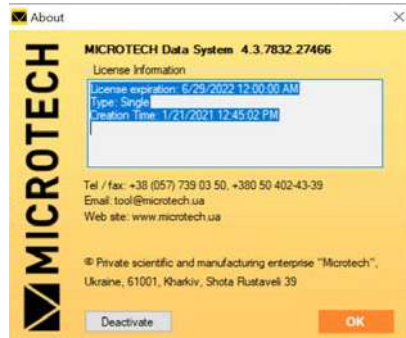 About
MICROTECH
MICROTECH Data System 4.3.7832.27466
License Information
License expiration: 6/29/2022 12:00:00 AM
Type: Single
Creation Time: 1/21/2021 12:45:02 PM
Tel / fax: +38 (057) 739 03 50, +380 50 402-43-39
Email: tool@microtech.ua
Web site: www.microtech.ua
© Private scientific and manufacturing enterprise "Microtech",
Ukraine, 61001, Kharkiv, Shota Rustaveli 39
Deactivate
OK